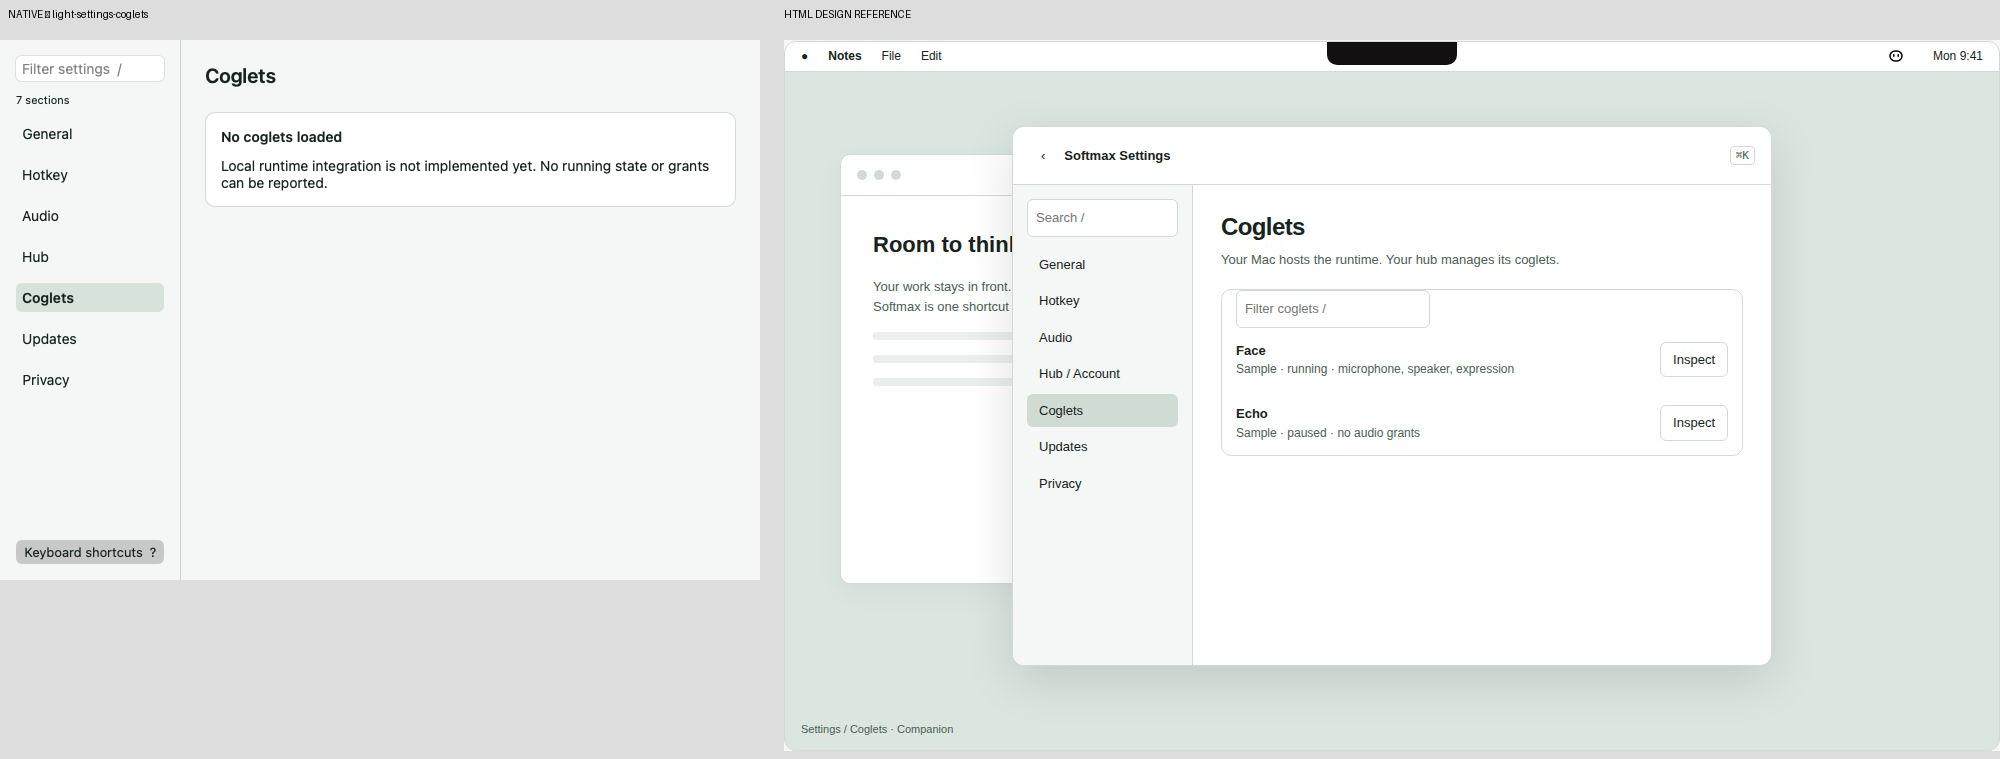 NATIVE light-settings-coglets
Filter settings /
7 sections
General
Hotkey
Audio
Hub
Coglets
Updates
Privacy
Keyboard shortcuts ?
Coglets
No coglets loaded
Local runtime integration is not implemented yet. No running state or grants
can be reported.
HTML DESIGN REFERENCE
Notes File Edit
Mon 9:41
Room to thin
Your work stays in front.
Softmax is one shortcut
‹ Softmax Settings
⌘K
Search /
General
Hotkey
Audio
Hub / Account
Coglets
Updates
Privacy
Coglets
Your Mac hosts the runtime. Your hub manages its coglets.
Filter coglets /
Face
Sample · running · microphone, speaker, expression
Inspect
Echo
Sample · paused · no audio grants
Inspect
Settings / Coglets · Companion